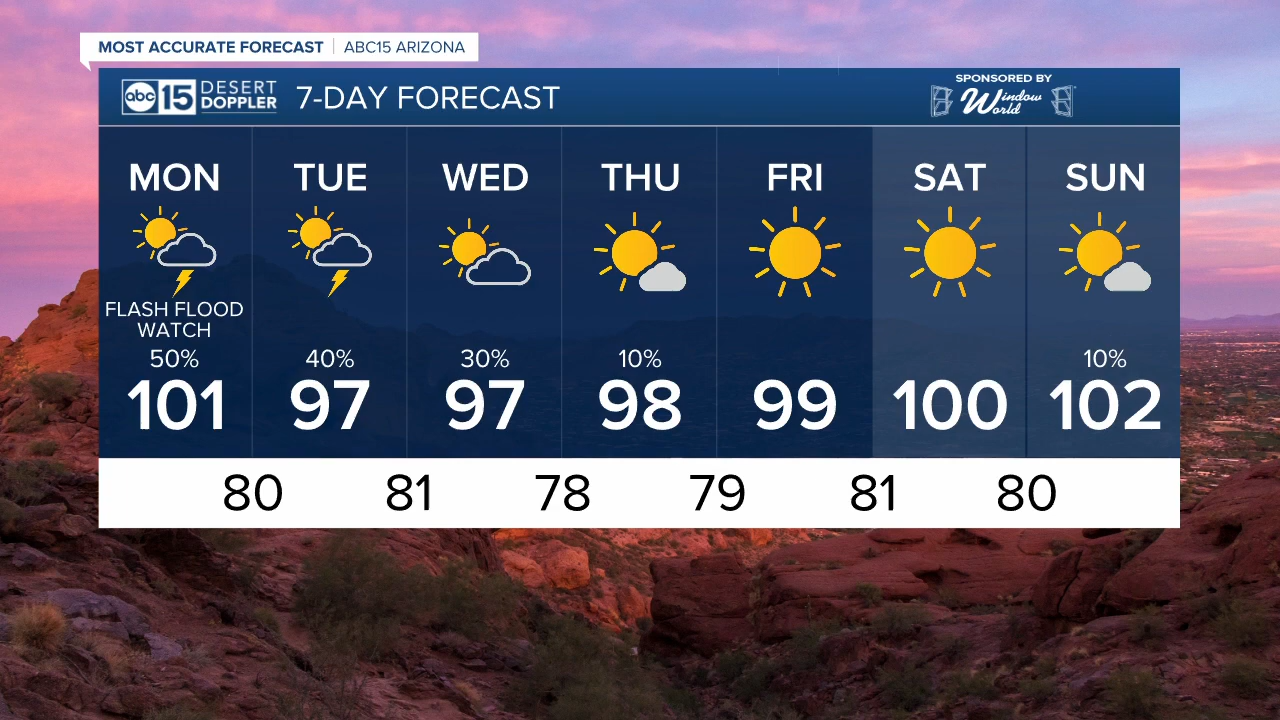 MOST ACCURATE FORECAST | ABC15 ARIZONA
abc 15 DESERT DOPPLER 7-DAY FORECAST
SPONSORED BY
Window World
MON TUE WED THU FRI SAT SUN
FLASH FLOOD
WATCH
50% 40% 30% 10% 10%
101 97 97 98 99 100 102
80 81 78 79 81 80